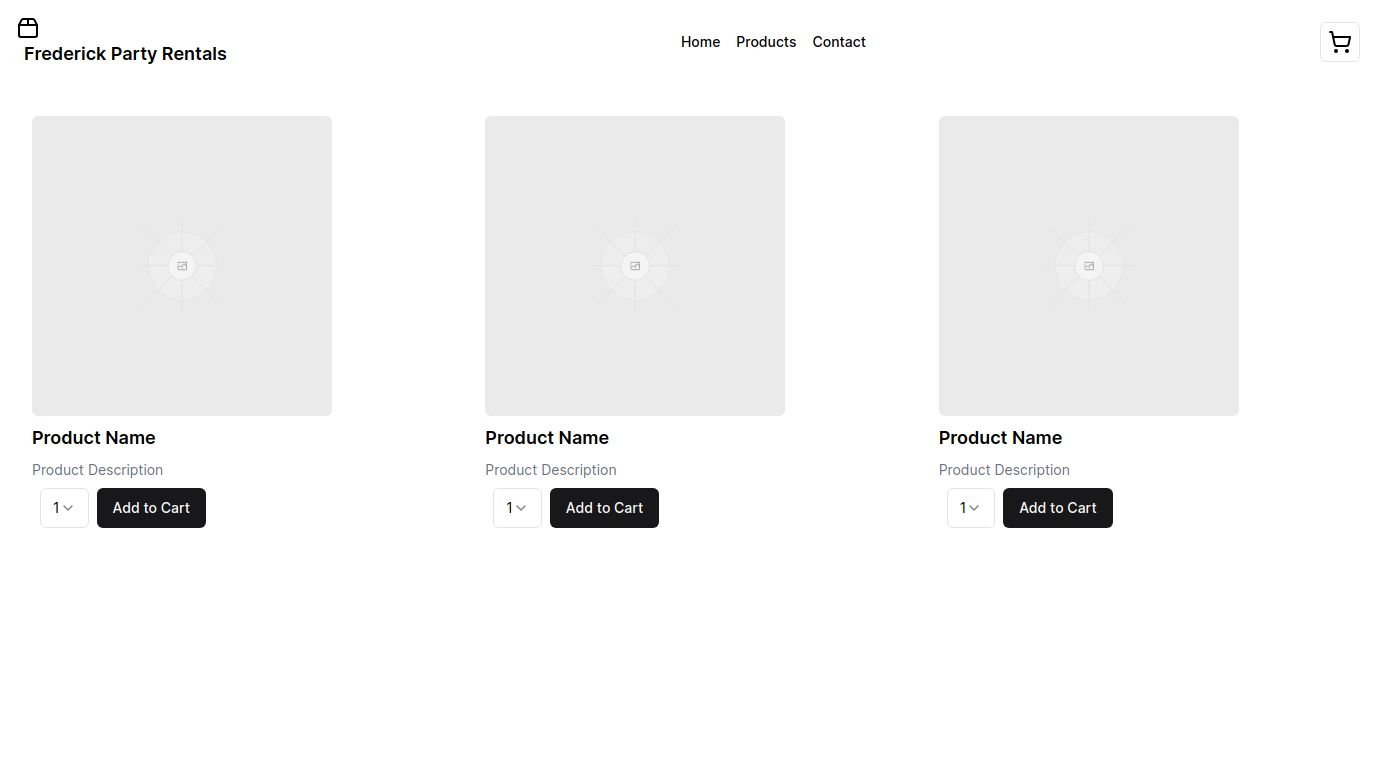 Frederick Party Rentals
Home Products Contact
Product Name Product Name Product Name
Product Description Product Description Product Description
1 Add to Cart 1 Add to Cart 1 Add to Cart